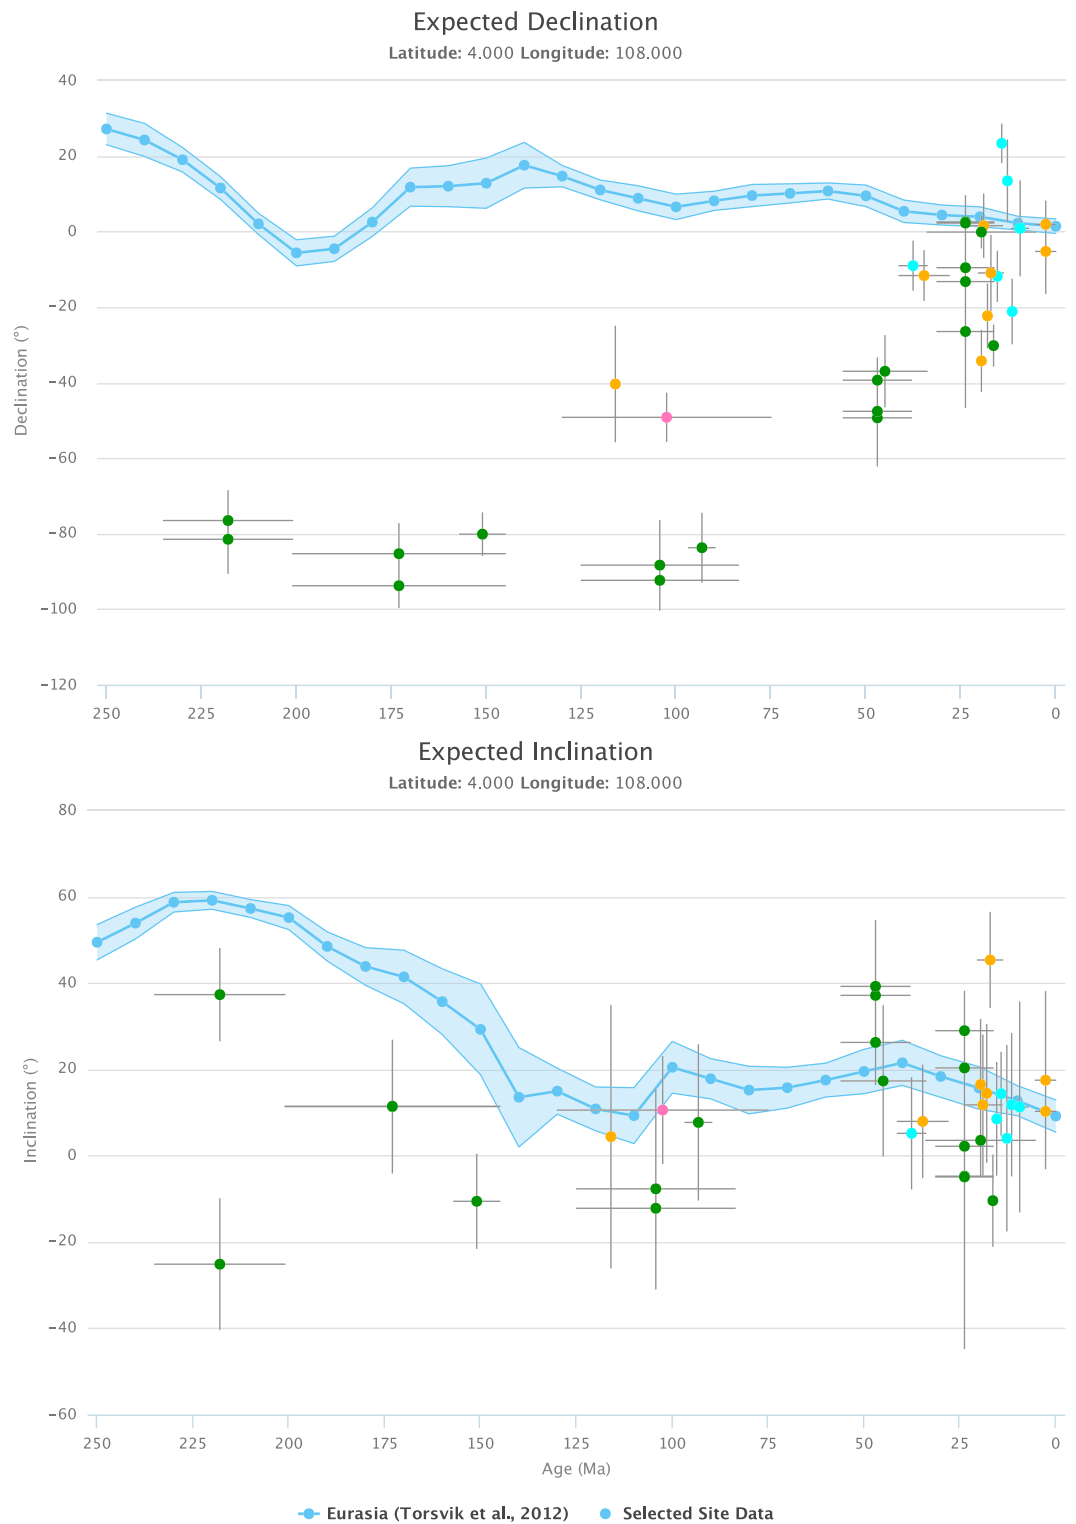 Expected Declination
Latitude: 4.000 Longitude: 108.000
40
20
0
−20
−40
−60
−80
−100
−120
Declination (°)
250 225 200 175 150 125 100 75 50 25 0
Expected Inclination
Latitude: 4.000 Longitude: 108.000
80
60
40
20
0
−20
−40
−60
Inclination (°)
250 225 200 175 150 125 100 75 50 25 0
Age (Ma)
Eurasia (Torsvik et al., 2012) Selected Site Data